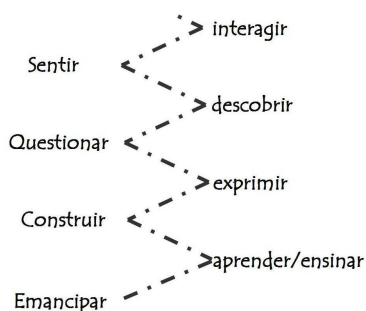 interagir
Sentir
descobrir
Questionar
exprimir
Construir
aprender/ensinar
Emancipar